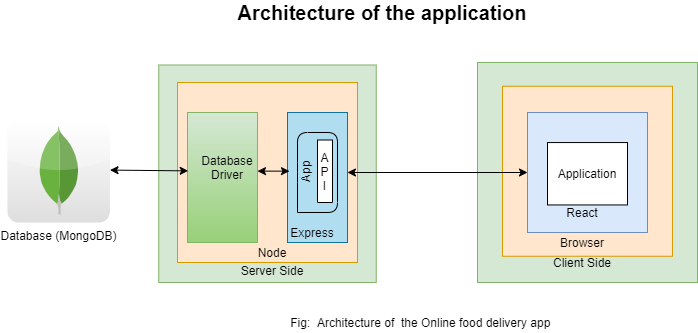 Architecture of the application
Database
Driver
App
A
P
I
Express
Node
Server Side
Application
React
Browser
Client Side
Database (MongoDB)
Fig: Architecture of the Online food delivery app